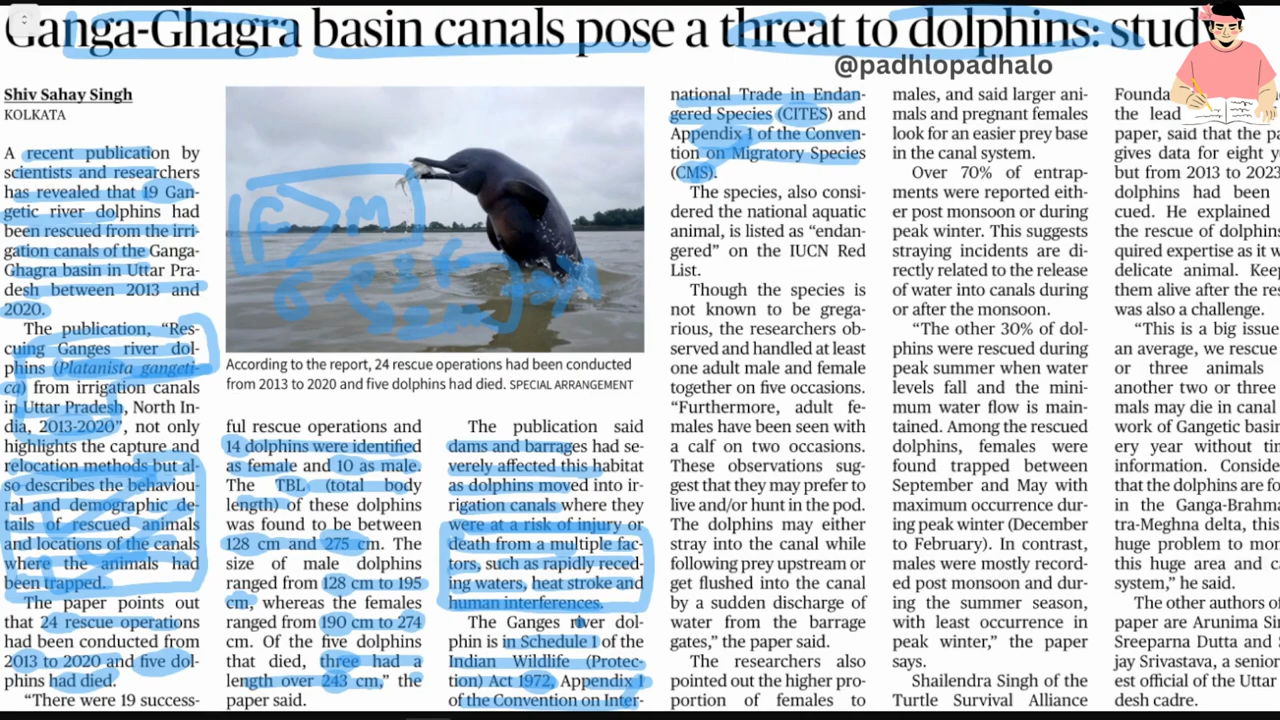 Ganga-Ghagra basin canals pose a threat to dolphins: study
@padhlopadhalo
Shiv Sahay Singh
KOLKATA
A recent publication by
scientists and researchers
has revealed that 19 Gan-
getic river dolphins had
been rescued from the irri-
gation canals of the Ganga-
Ghagra basin in Uttar Pra-
desh between 2013 and
2020.
The publication, “Res-
cuing Ganges river dol-
phins (Platanista gangeti-
ca) from irrigation canals
in Uttar Pradesh, North In-
dia, 2013-2020”, not only
highlights the capture and
relocation methods but al-
so describes the behaviou-
ral and demographic de-
tails of rescued animals
and locations of the canals
where the animals had
been trapped.
The paper points out
that 24 rescue operations
had been conducted from
2013 to 2020 and five dol-
phins had died.
“There were 19 success-
According to the report, 24 rescue operations had been conducted
from 2013 to 2020 and five dolphins had died. SPECIAL ARRANGEMENT
F > M
ful rescue operations and
14 dolphins were identified
as female and 10 as male.
The TBL (total body
length) of these dolphins
was found to be between
128 cm and 275 cm. The
size of male dolphins
ranged from 128 cm to 195
cm, whereas the females
ranged from 190 cm to 274
cm. Of the five dolphins
that died, three had a
length over 243 cm,” the
paper said.
The publication said
dams and barrages had se-
verely affected this habitat
as dolphins moved into ir-
rigation canals where they
were at a risk of injury or
death from a multiple fac-
tors, such as rapidly reced-
ing waters, heat stroke and
human interferences.
The Ganges river dol-
phin is in Schedule 1 of the
Indian Wildlife (Protec-
tion) Act 1972, Appendix 1
of the Convention on Inter-
national Trade in Endan-
gered Species (CITES) and
Appendix 1 of the Conven-
tion on Migratory Species
(CMS).
The species, also consi-
dered the national aquatic
animal, is listed as “endan-
gered” on the IUCN Red
List.
Though the species is
not known to be grega-
rious, the researchers ob-
served and handled at least
one adult male and female
together on five occasions.
“Furthermore, adult fe-
males have been seen with
a calf on two occasions.
These observations sug-
gest that they may prefer to
live and/or hunt in the pod.
The dolphins may either
stray into the canal while
following prey upstream or
get flushed into the canal
by a sudden discharge of
water from the barrage
gates,” the paper said.
The researchers also
pointed out the higher pro-
portion of females to
males, and said larger ani-
mals and pregnant females
look for an easier prey base
in the canal system.
Over 70% of entrap-
ments were reported eith-
er post monsoon or during
peak winter. This suggests
straying incidents are di-
rectly related to the release
of water into canals during
or after the monsoon.
“The other 30% of dol-
phins were rescued during
peak summer when water
levels fall and the mini-
mum water flow is main-
tained. Among the rescued
dolphins, females were
found trapped between
September and May with
maximum occurrence dur-
ing peak winter (December
to February). In contrast,
males were mostly record-
ed post monsoon and dur-
ing the summer season,
with least occurrence in
peak winter,” the paper
says.
Shailendra Singh of the
Turtle Survival Alliance
Founda
the lead
paper, said that the pa
gives data for eight y
but from 2013 to 2023
dolphins had been
cued. He explained
the rescue of dolphins
quired expertise as it w
delicate animal. Keep
them alive after the res
was also a challenge.
“This is a big issue
an average, we rescue
or three animals
another two or three
mals may die in canal
work of Gangetic basin
ery year without tim
information. Conside
that the dolphins are fo
in the Ganga-Brahma
tra-Meghna delta, this
huge problem to mon
this huge area and c
system,” he said.
The other authors of
paper are Arunima Sin
Sreeparna Dutta and
jay Srivastava, a senior
est official of the Uttar
desh cadre.